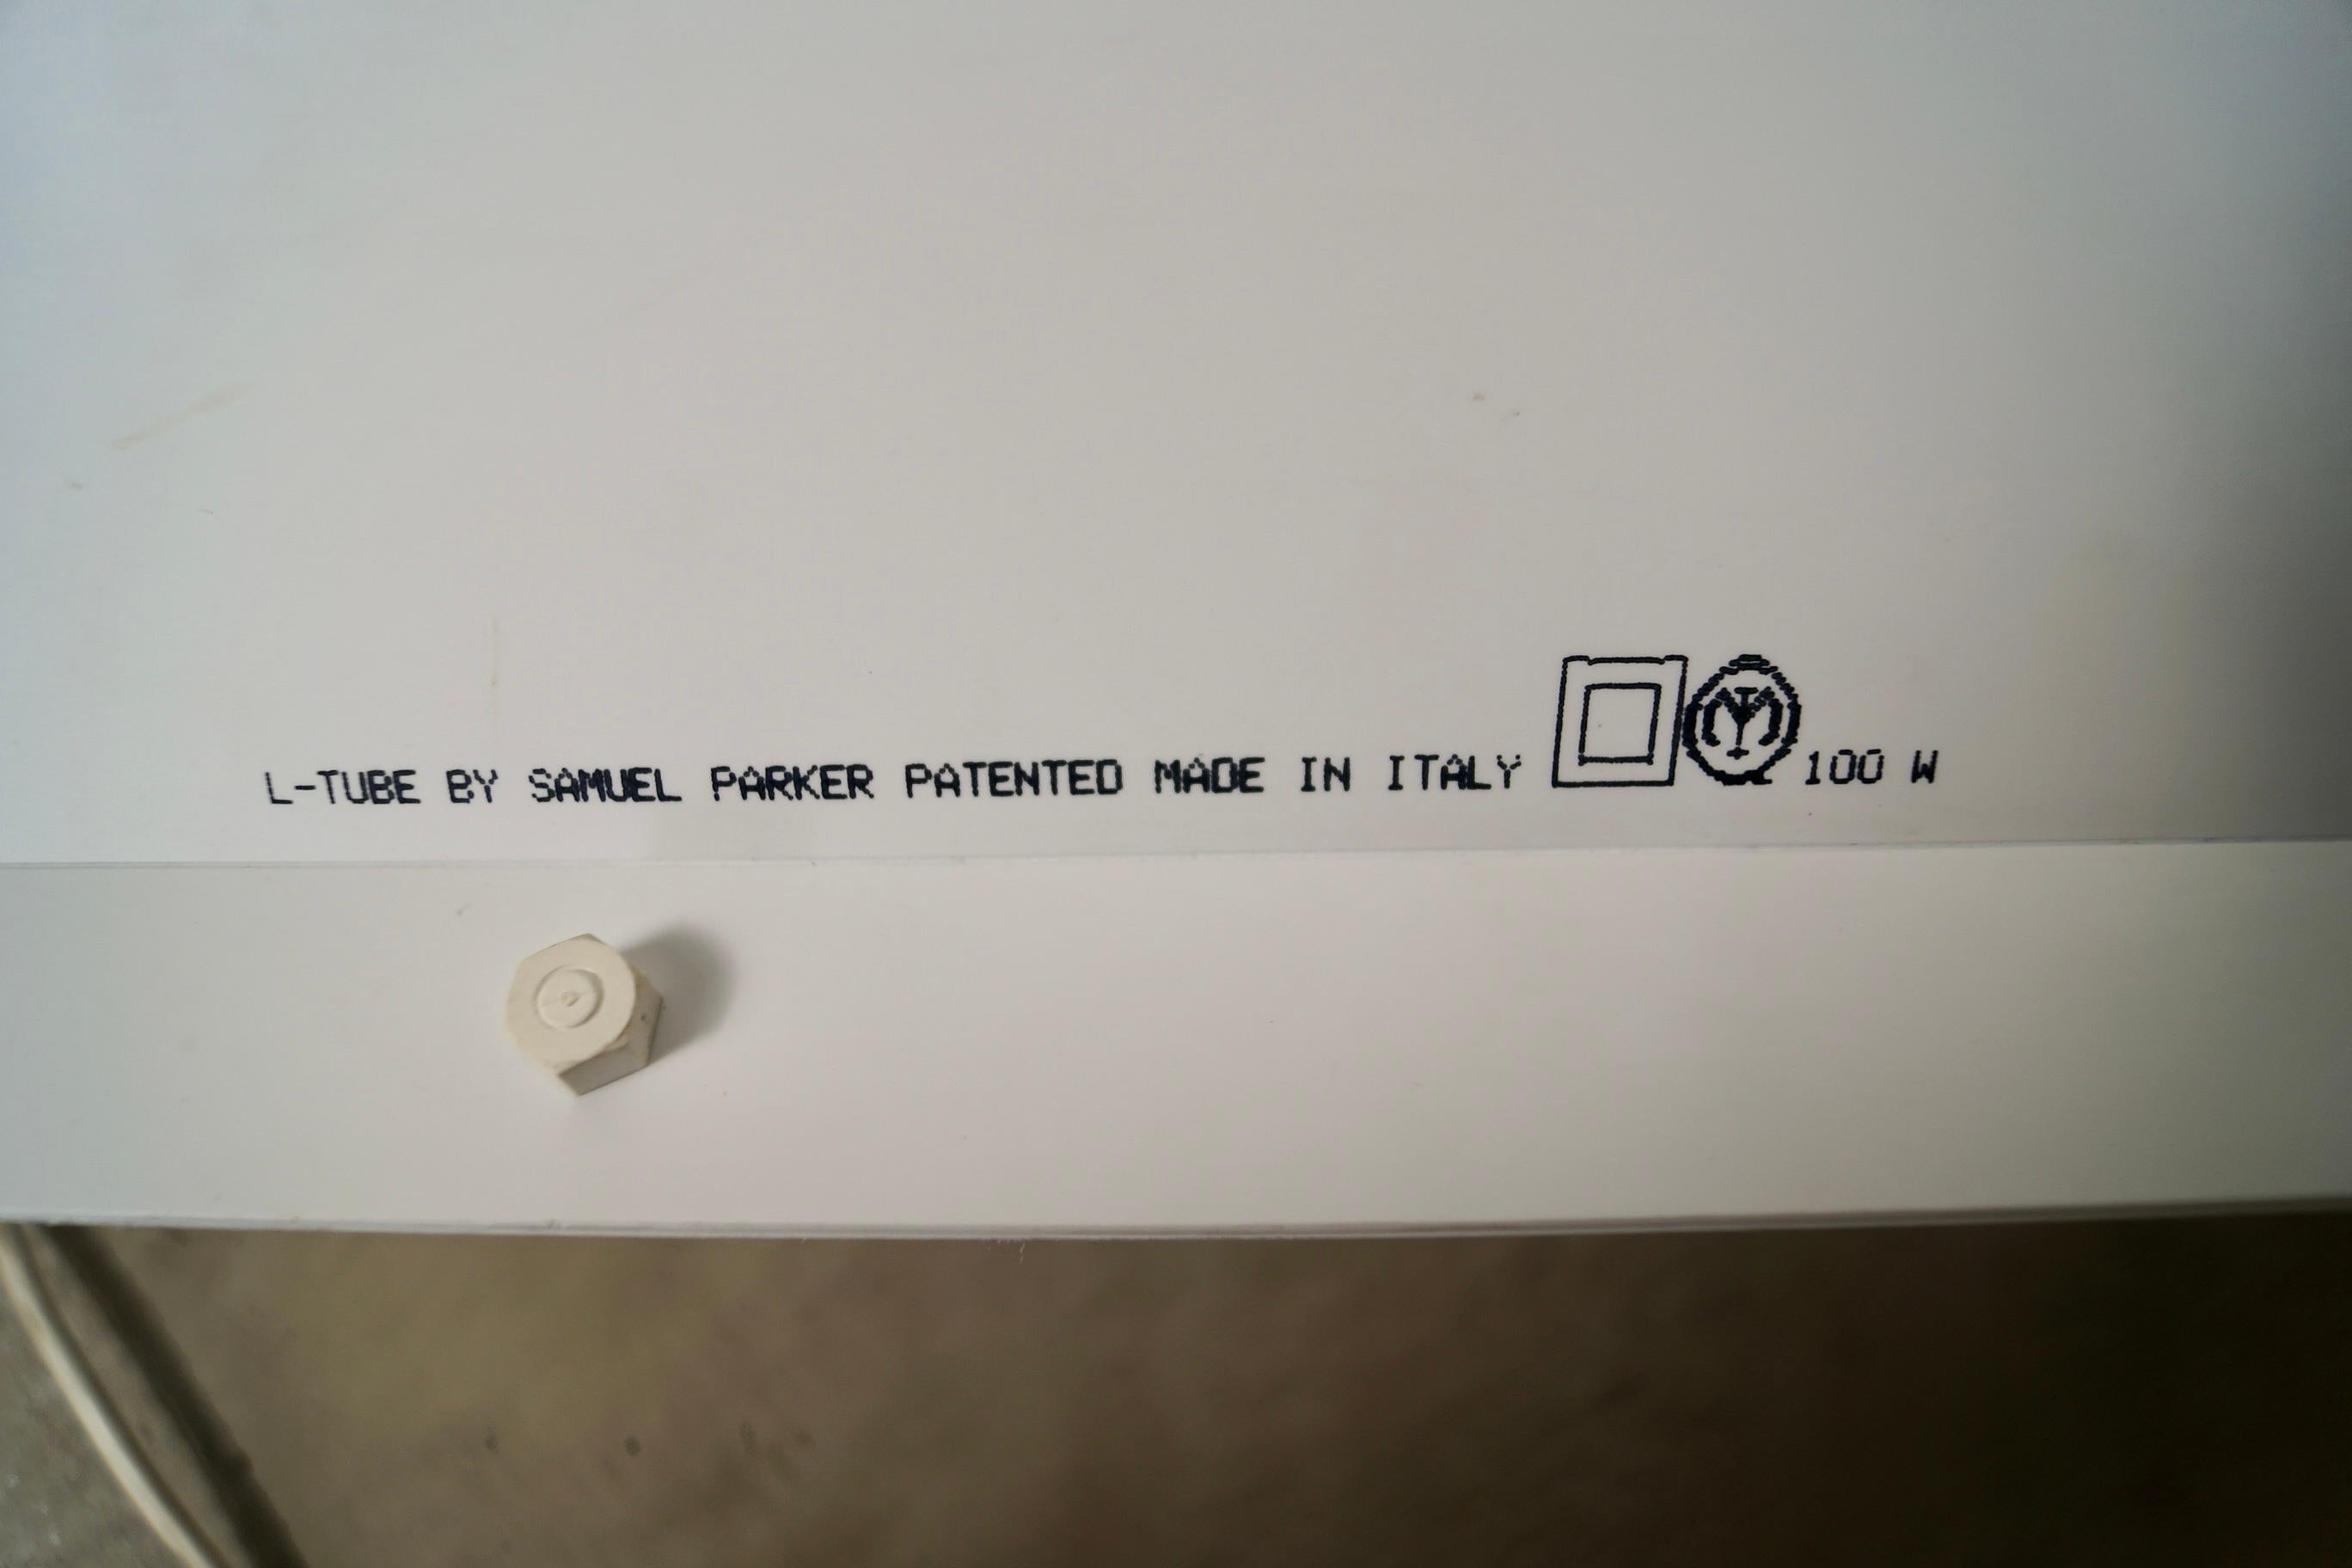 L-TUBE BY SAMUEL PARKER PATENTED MADE IN ITALY 100 W